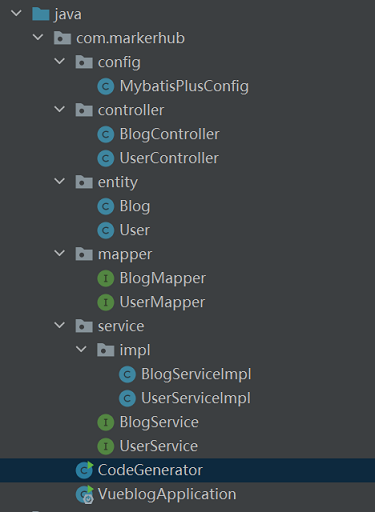 java
com.markerhub
config
C MybatisPlusConfig
controller
C BlogController
C UserController
entity
C Blog
C User
mapper
I BlogMapper
I UserMapper
service
impl
C BlogServiceImpl
C UserServiceImpl
I BlogService
I UserService
C CodeGenerator
C VueblogApplication